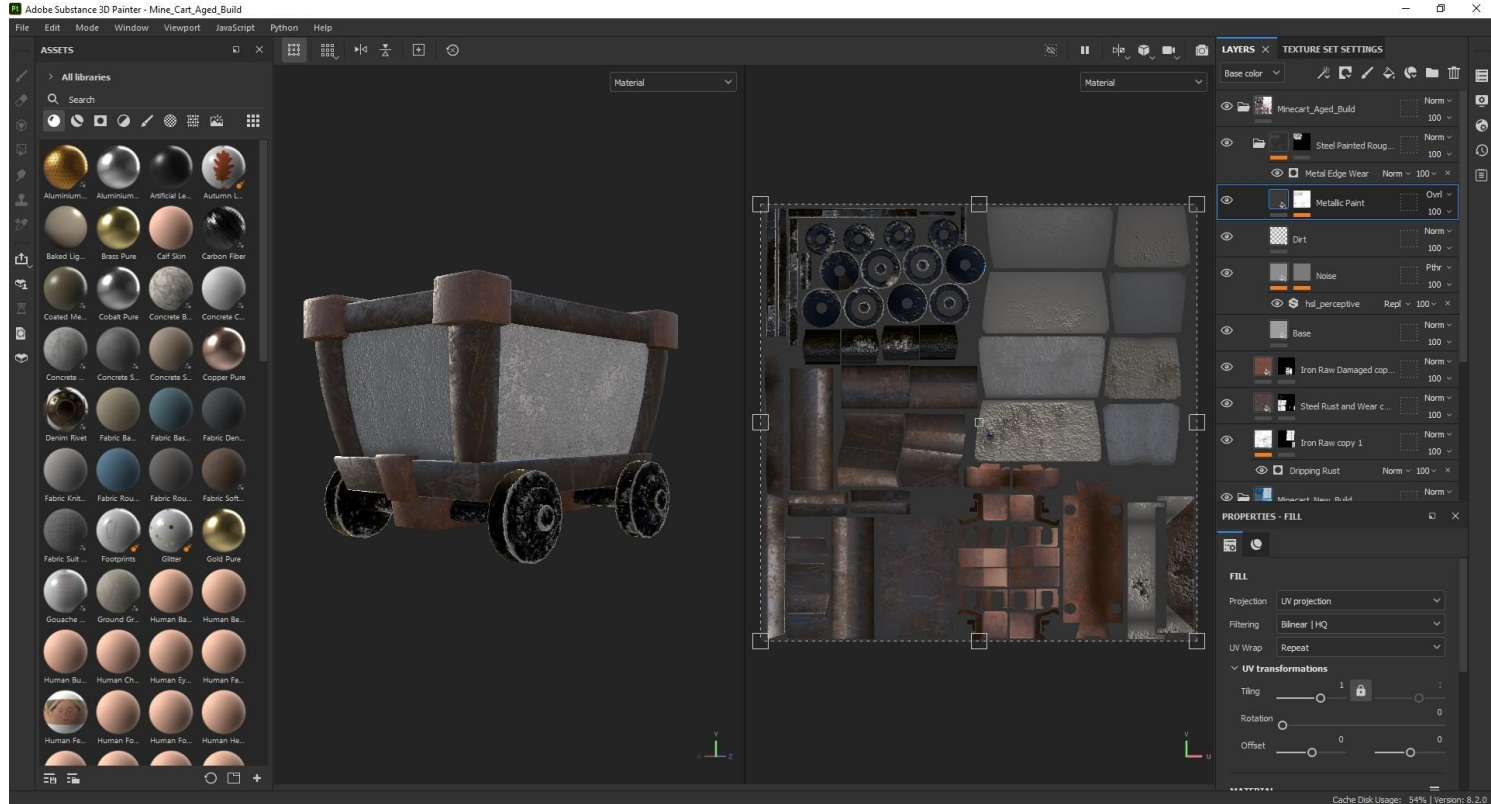 Pt Adobe Substance 3D Painter - Mine_Cart_Aged_Build
File Edit Mode Window Viewport JavaScript Python Help
ASSETS
All libraries
Search
Aluminium... Aluminium... Artificial Le... Autumn L...
Baked Lig... Brass Pure Calf Skin Carbon Fiber
Coated Me... Cobalt Pure Concrete B... Concrete C...
Concrete ... Concrete S... Concrete S... Copper Pure
Denim Rivet Fabric Ba... Fabric Bas... Fabric Den...
Fabric Knit... Fabric Rou... Fabric Rou... Fabric Soft...
Fabric Suit ... Footprints Glitter Gold Pure
Gouache ... Ground Gr... Human Ba... Human Be...
Human Bu... Human Ch... Human Ey... Human Fa...
Human Fe... Human Fo... Human Fo... Human He...
Material
Y
Z
Material
Y
U
LAYERS TEXTURE SET SETTINGS
Base color
Minecart_Aged_Build Norm
100
Steel Painted Roug... Norm
100
Metal Edge Wear Norm 100
Metallic Paint Ovrl
100
Dirt Norm
100
Noise Pthr
100
hsl_perceptive Repl 100
Base Norm
100
Iron Raw Damaged cop... Norm
100
Steel Rust and Wear c... Norm
100
Iron Raw copy 1 Norm
100
Dripping Rust Norm 100
Minecart_New_Build Norm
PROPERTIES - FILL
FILL
Projection UV projection
Filtering Bilinear | HQ
UV Wrap Repeat
UV transformations
Tiling 1 1
Rotation 0
Offset 0 0
MATERIAL
Cache Disk Usage: 54% | Version: 8.2.0